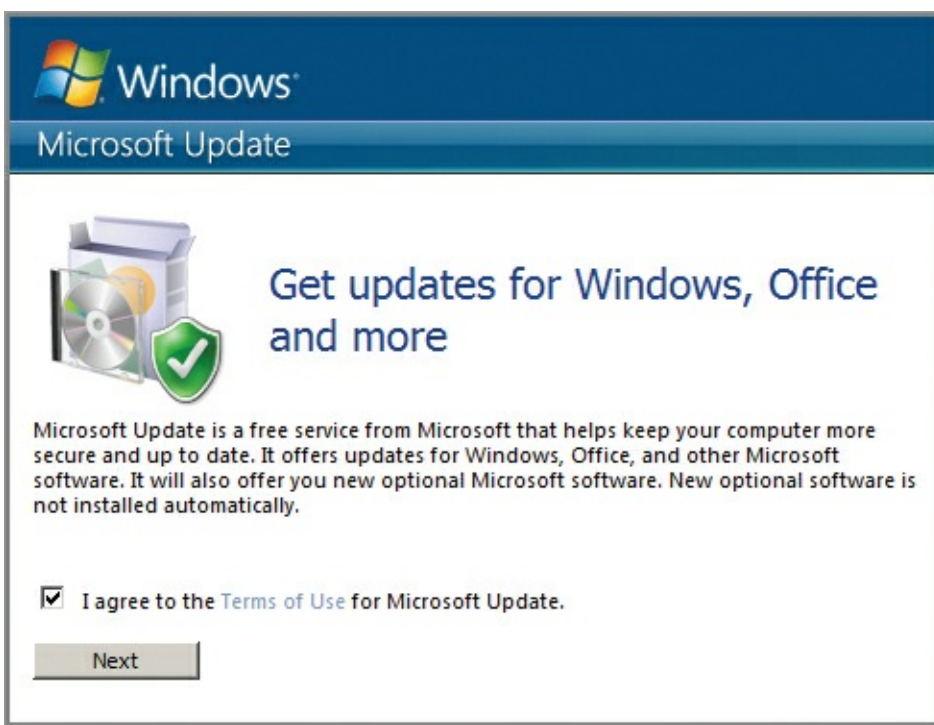 Windows
Microsoft Update
Get updates for Windows, Office
and more
Microsoft Update is a free service from Microsoft that helps keep your computer more
secure and up to date. It offers updates for Windows, Office, and other Microsoft
software. It will also offer you new optional Microsoft software. New optional software is
not installed automatically.
I agree to the Terms of Use for Microsoft Update.
Next